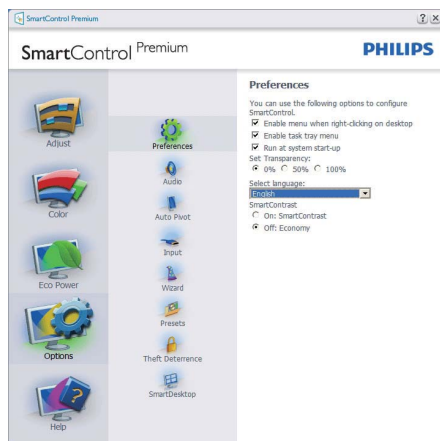 SmartControl Premium
SmartControl Premium
PHILIPS
Adjust
Color
Eco Power
Options
Help
Preferences
Audio
Auto Pivot
Input
Wizard
Presets
Theft Deterrence
SmartDesktop
Preferences
You can use the following options to configure
SmartControl.
Enable menu when right-clicking on desktop
Enable task tray menu
Run at system start-up
Set Transparency:
0% 50% 100%
Select language:
English
SmartContrast
On: SmartContrast
Off: Economy